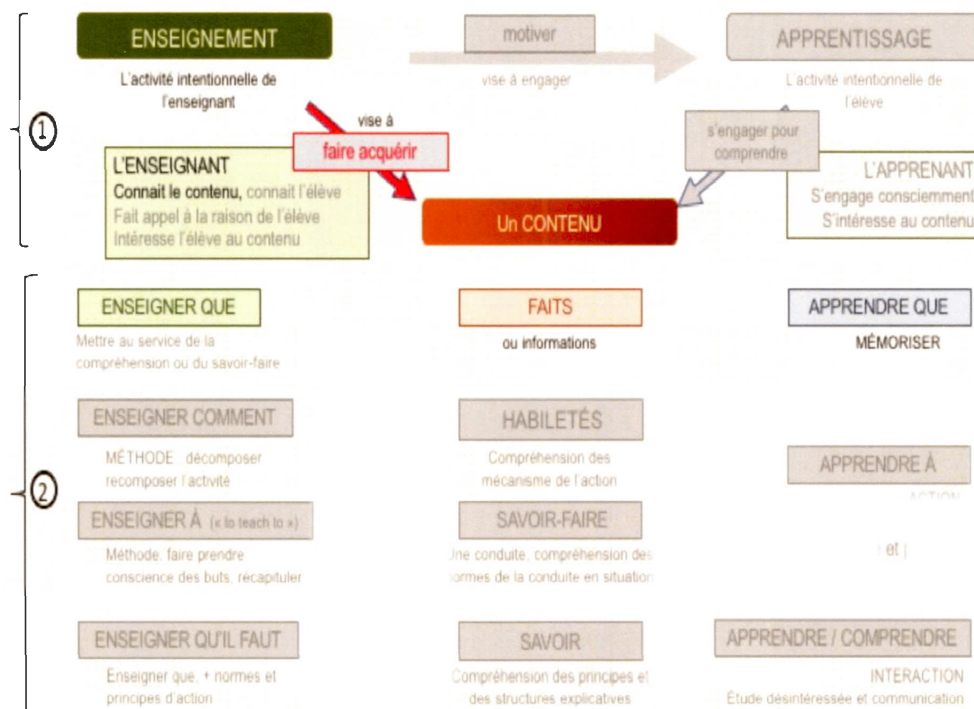 ENSEIGNEMENT
motiver
APPRENTISSAGE
L'activité intentionnelle de
l'enseignant
vise à engager
L'activité intentionnelle de
l'élève
1
vise à
faire acquérir
s'engager pour
comprendre
L'ENSEIGNANT
Connait le contenu, connait l'élève
Fait appel à la raison de l'élève
Intéresse l'élève au contenu
Un CONTENU
L'APPRENANT
S'engage consciemment
S'intéresse au contenu
2
ENSEIGNER QUE
Mettre au service de la
compréhension ou du savoir-faire
FAITS
ou informations
APPRENDRE QUE
MÉMORISER
ENSEIGNER COMMENT
MÉTHODE décomposer
recomposer l'activité
HABILETÉS
Compréhension des
mécanisme de l'action
APPRENDRE À
ENSEIGNER À (« to teach to »)
Méthode, faire prendre
conscience des buts, récapituler
SAVOIR-FAIRE
Une conduite, compréhension des
normes de la conduite en situation
et
ENSEIGNER QU'IL FAUT
Enseigner que, + normes et
principes d'action
SAVOIR
Compréhension des principes et
des structures explicatives
APPRENDRE / COMPRENDRE
INTERACTION
Étude désintéressée et communication